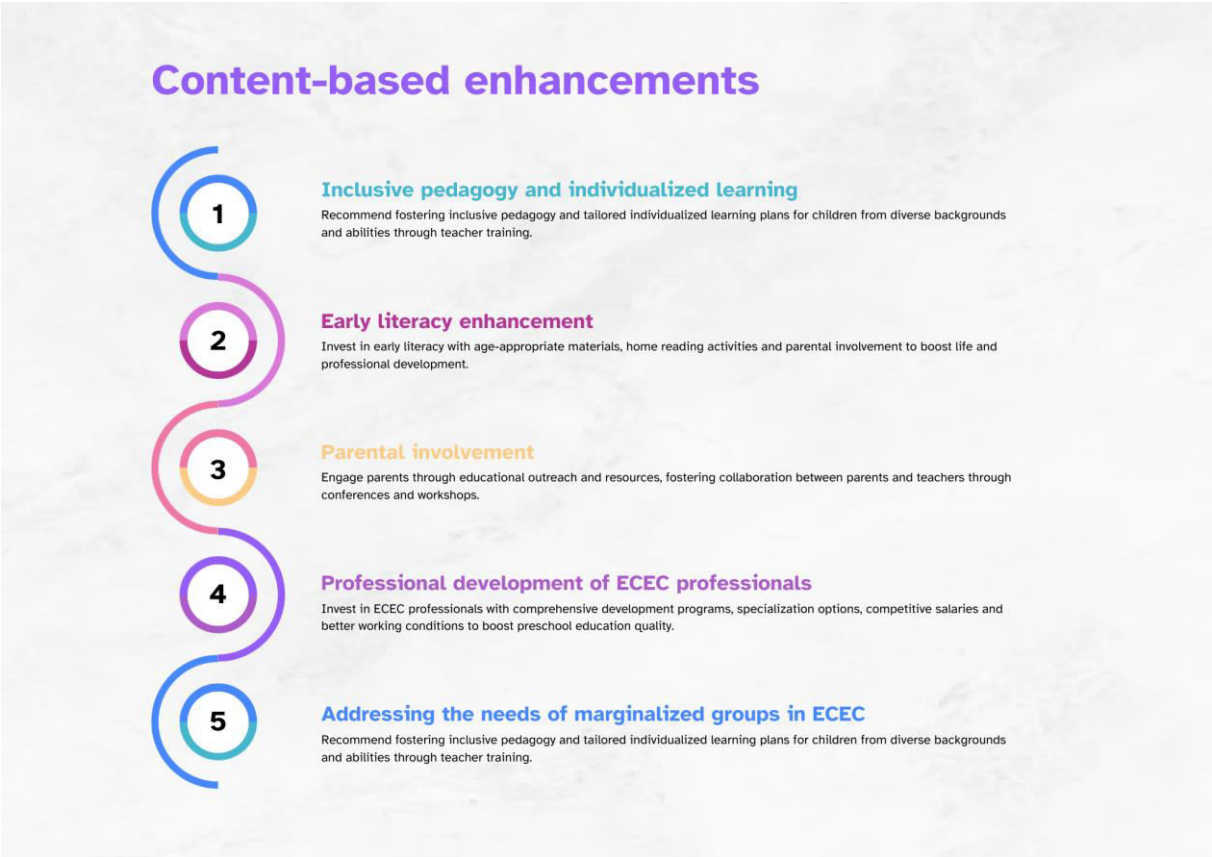 Content-based enhancements
1
Inclusive pedagogy and individualized learning
Recommend fostering inclusive pedagogy and tailored individualized learning plans for children from diverse backgrounds
and abilities through teacher training.
2
Early literacy enhancement
Invest in early literacy with age-appropriate materials, home reading activities and parental involvement to boost life and
professional development.
3
Parental involvement
Engage parents through educational outreach and resources, fostering collaboration between parents and teachers through
conferences and workshops.
4
Professional development of ECEC professionals
Invest in ECEC professionals with comprehensive development programs, specialization options, competitive salaries and
better working conditions to boost preschool education quality.
5
Addressing the needs of marginalized groups in ECEC
Recommend fostering inclusive pedagogy and tailored individualized learning plans for children from diverse backgrounds
and abilities through teacher training.